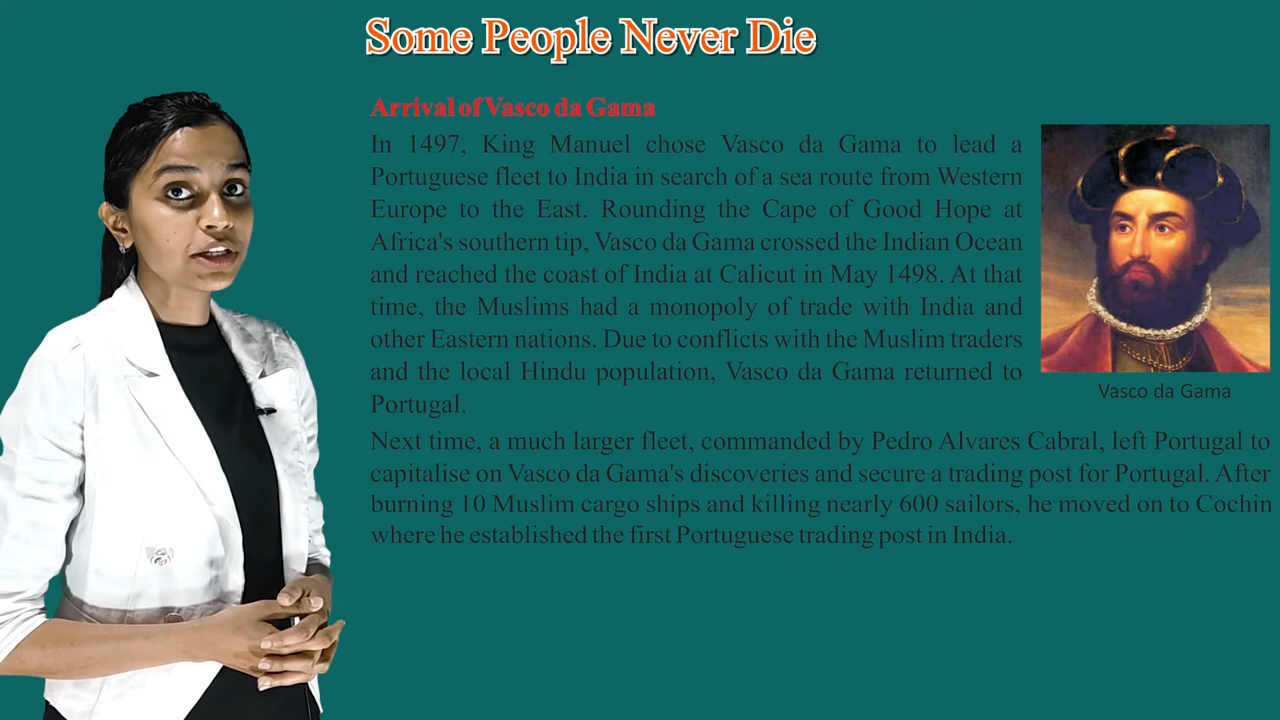 Some People Never Die
Arrival of Vasco da Gama
In 1497, King Manuel chose Vasco da Gama to lead a
Portuguese fleet to India in search of a sea route from Western
Europe to the East. Rounding the Cape of Good Hope at
Africa's southern tip, Vasco da Gama crossed the Indian Ocean
and reached the coast of India at Calicut in May 1498. At that
time, the Muslims had a monopoly of trade with India and
other Eastern nations. Due to conflicts with the Muslim traders
and the local Hindu population, Vasco da Gama returned to
Portugal.
Vasco da Gama
Next time, a much larger fleet, commanded by Pedro Alvares Cabral, left Portugal to
capitalise on Vasco da Gama's discoveries and secure a trading post for Portugal. After
burning 10 Muslim cargo ships and killing nearly 600 sailors, he moved on to Cochin
where he established the first Portuguese trading post in India.